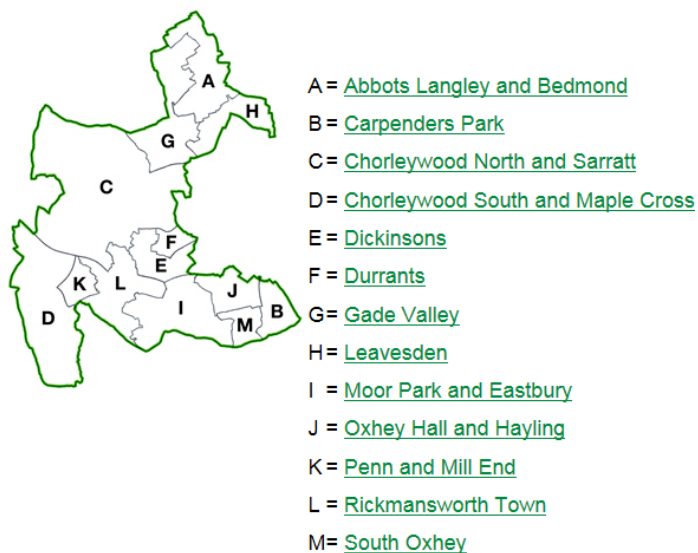 A
H
G
C
F
E
K
L
J
I
B
D
M
A = Abbots Langley and Bedmond
B = Carpenders Park
C = Chorleywood North and Sarratt
D = Chorleywood South and Maple Cross
E = Dickinsons
F = Durrants
G= Gade Valley
H = Leavesden
I = Moor Park and Eastbury
J = Oxhey Hall and Hayling
K = Penn and Mill End
L = Rickmansworth Town
M= South Oxhey